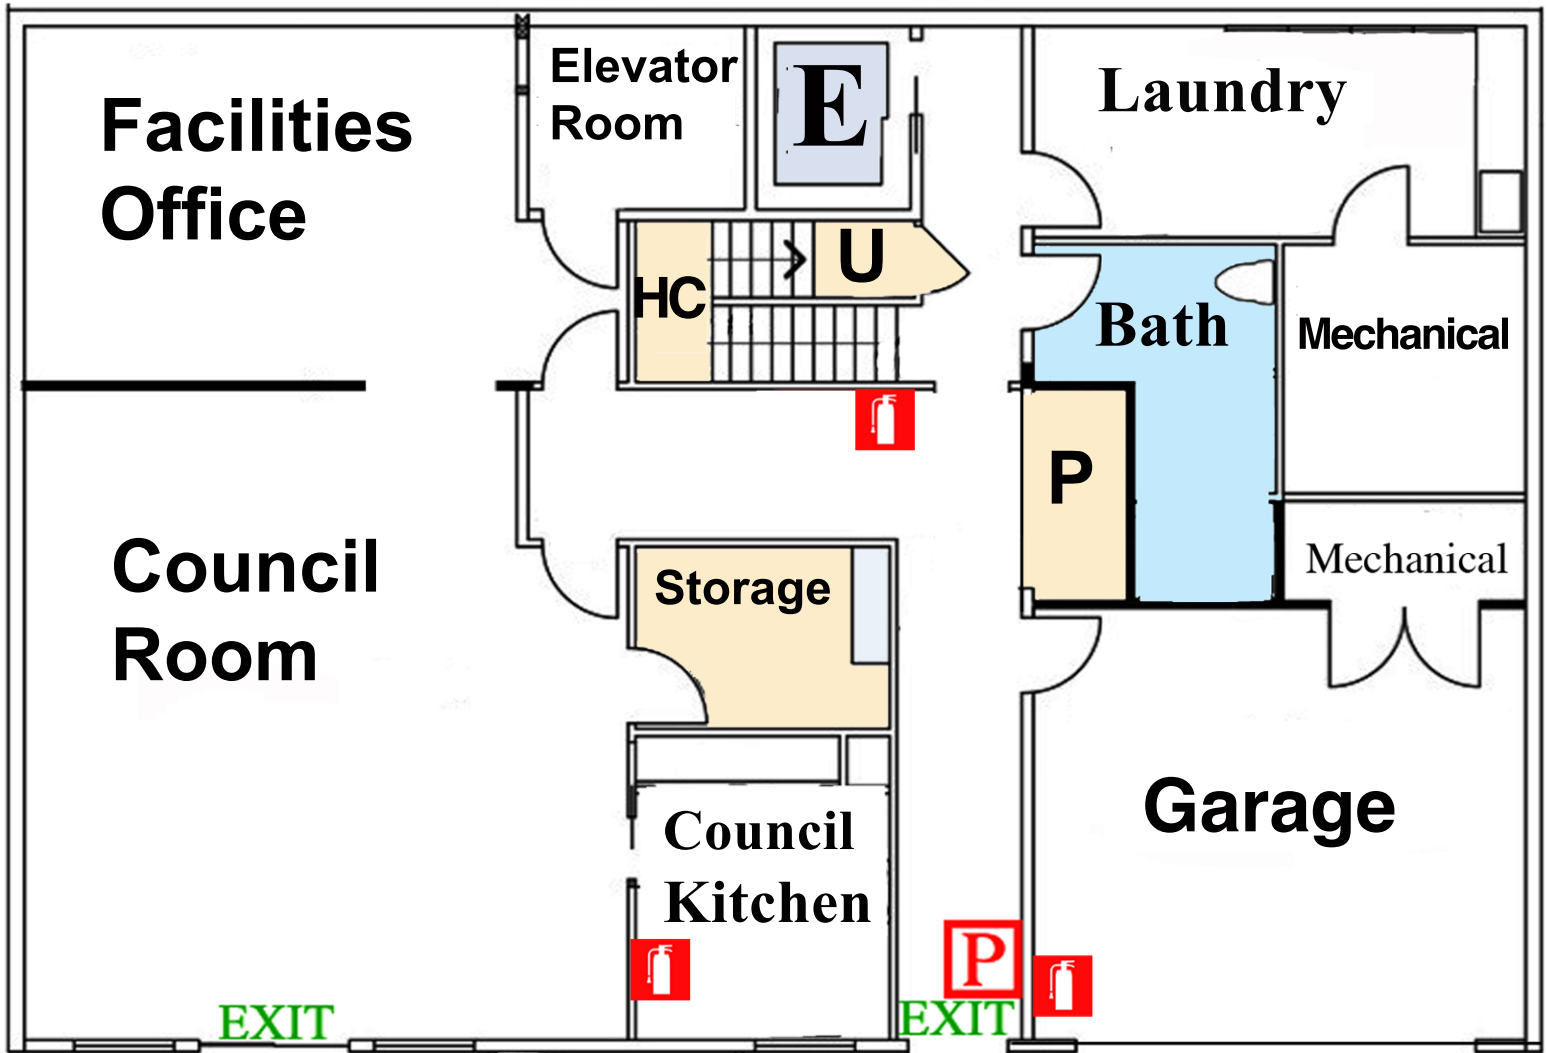 Facilities
Office
Elevator
Room
E
Laundry
U
HC
Bath
Mechanical
P
Council
Room
Storage
Mechanical
Garage
Council
Kitchen
P
EXIT
EXIT